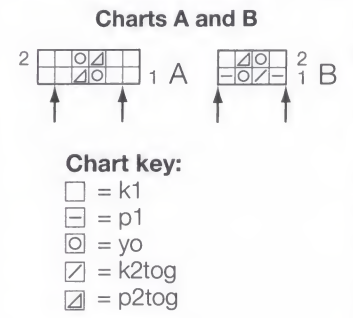 Charts A and B
2
1 A
2
1 B
Chart key:
= k1
= p1
= yo
= k2tog
= p2tog